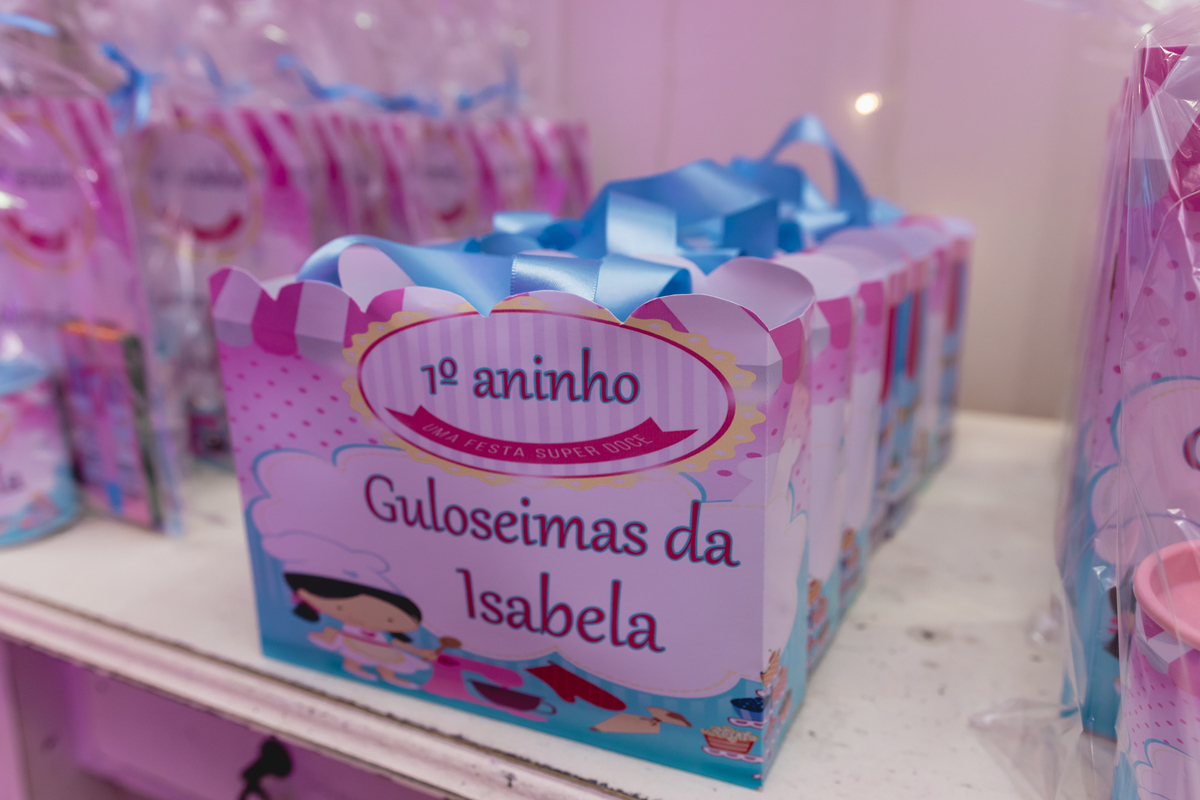 1º aninho
UMA FESTA SUPER DOCE
Guloseimas da
Isabela